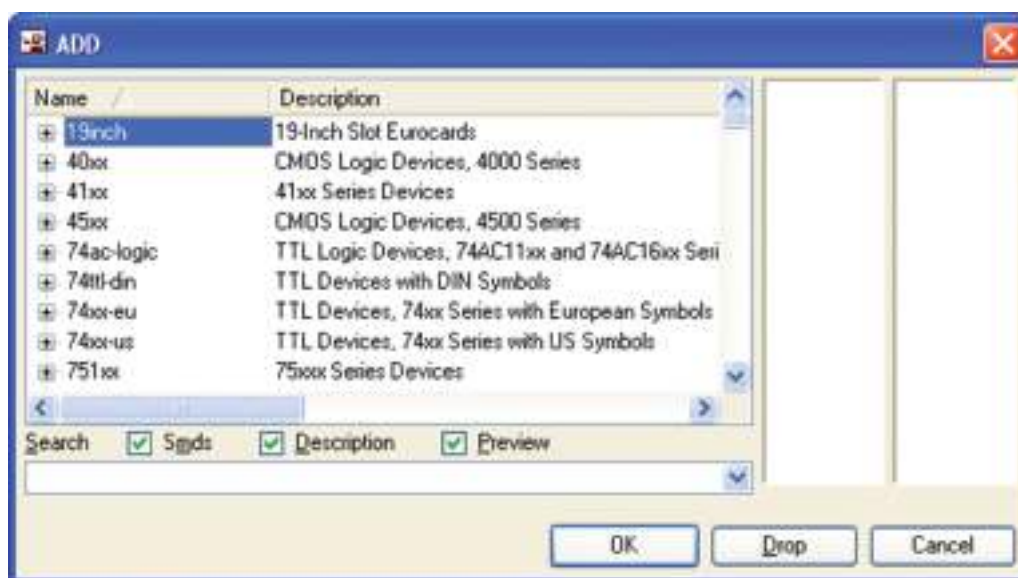 ADD
Name Description
19inch 19-Inch Slot Eurocards
40xx CMOS Logic Devices, 4000 Series
41xx 41xx Series Devices
45xx CMOS Logic Devices, 4500 Series
74ac-logic TTL Logic Devices, 74AC11xx and 74AC16xx Seri
74ttl-din TTL Devices with DIN Symbols
74xx-eu TTL Devices, 74xx Series with European Symbols
74xx-us TTL Devices, 74xx Series with US Symbols
751xx 75xxx Series Devices
Search Smds Description Preview
OK Drop Cancel